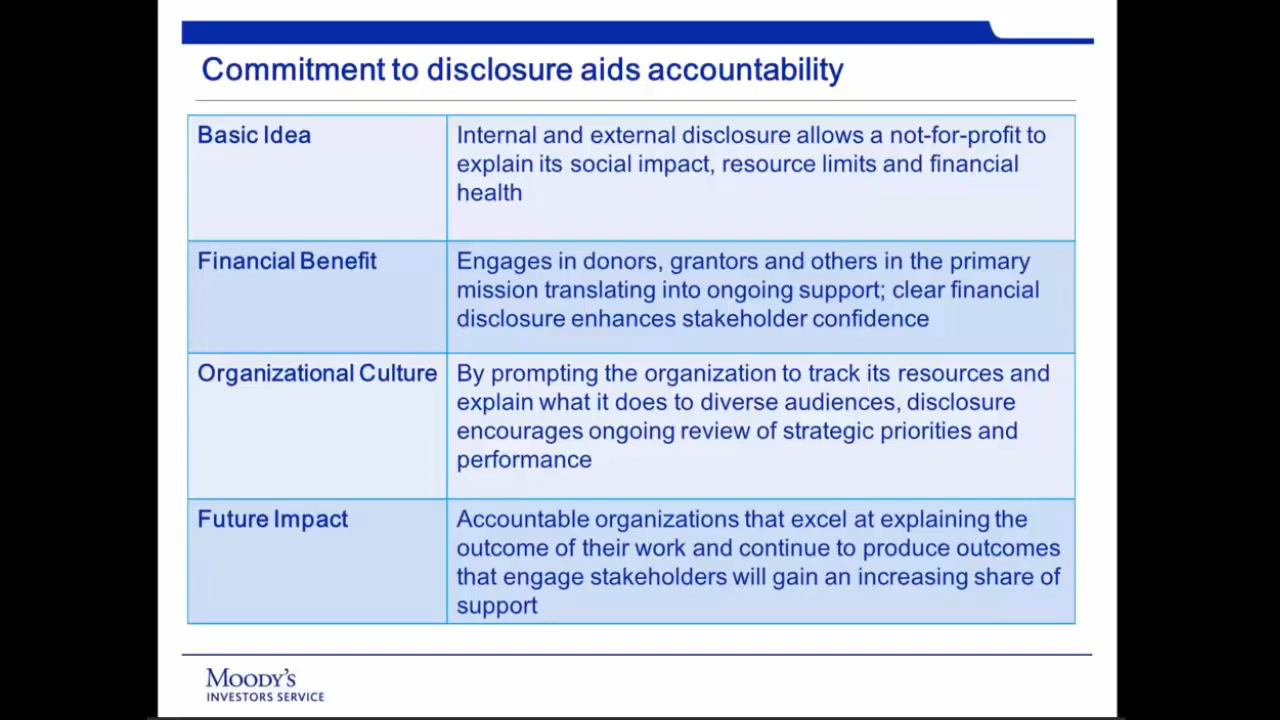 Commitment to disclosure aids accountability
Basic Idea
Internal and external disclosure allows a not-for-profit to
explain its social impact, resource limits and financial
health
Financial Benefit
Engages in donors, grantors and others in the primary
mission translating into ongoing support; clear financial
disclosure enhances stakeholder confidence
Organizational Culture
By prompting the organization to track its resources and
explain what it does to diverse audiences, disclosure
encourages ongoing review of strategic priorities and
performance
Future Impact
Accountable organizations that excel at explaining the
outcome of their work and continue to produce outcomes
that engage stakeholders will gain an increasing share of
support
MOODY'S
INVESTORS SERVICE